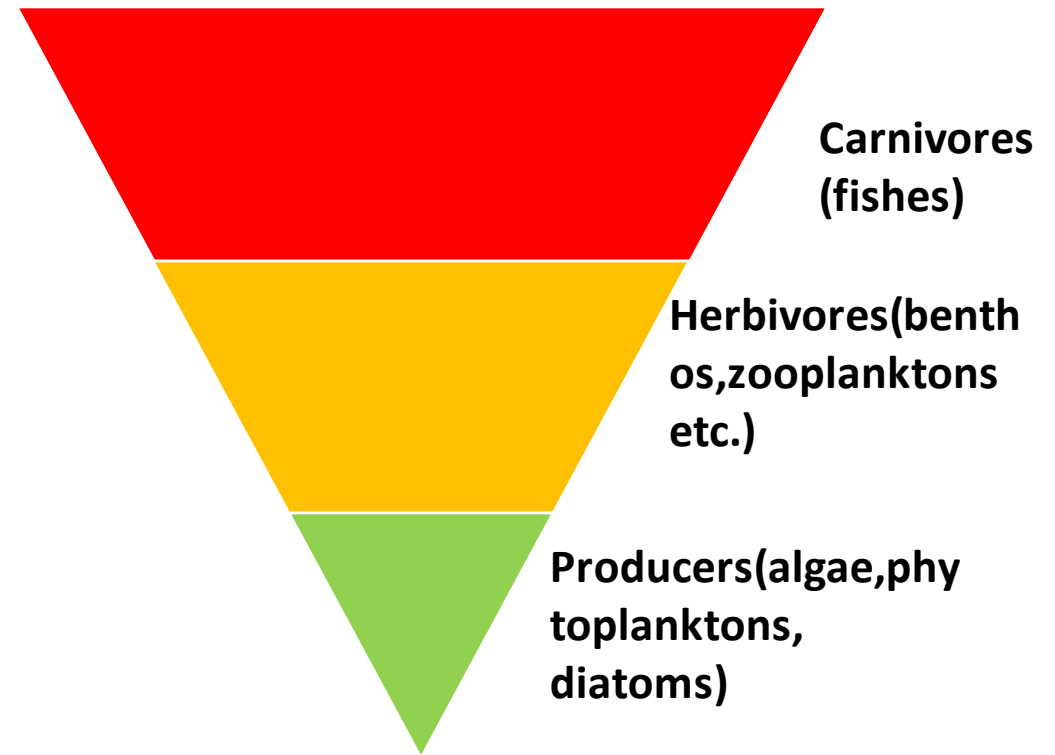 Carnivores
(fishes)
Herbivores(benth
os,zooplanktons
etc.)
Producers(algae,phy
toplanktons,
diatoms)